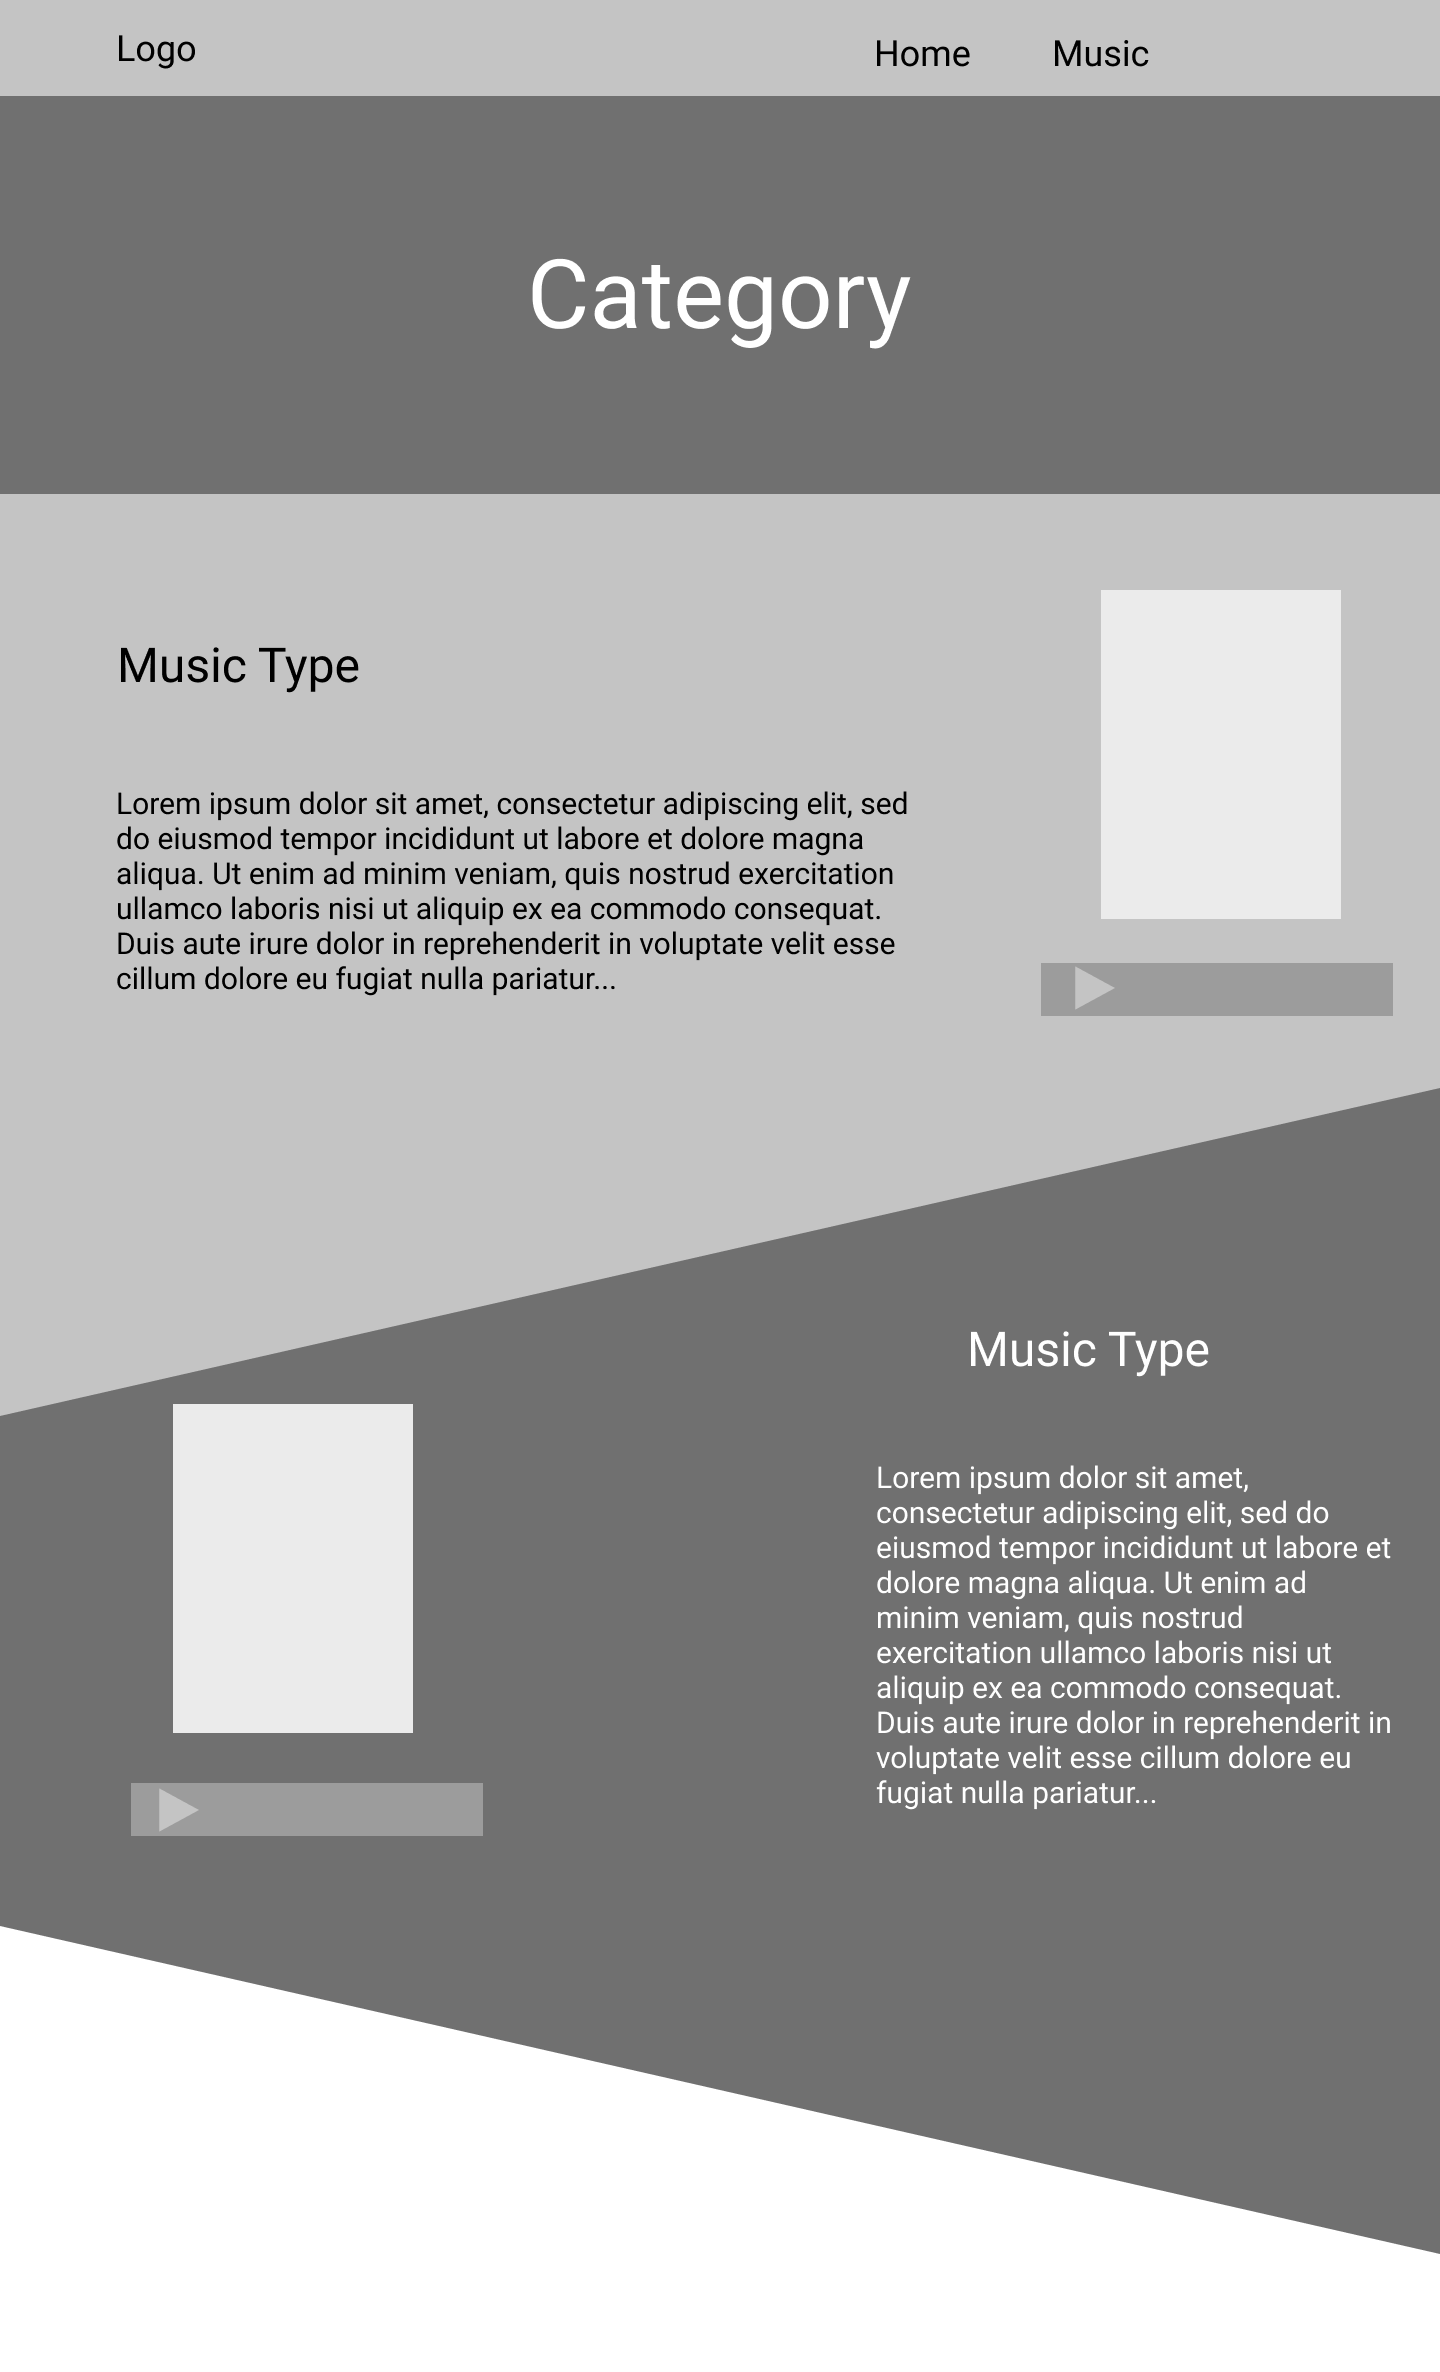 Logo
Home
Music
Category
Music Type
Lorem ipsum dolor sit amet, consectetur adipiscing elit, sed
do eiusmod tempor incididunt ut labore et dolore magna
aliqua. Ut enim ad minim veniam, quis nostrud exercitation
ullamco laboris nisi ut aliquip ex ea commodo consequat.
Duis aute irure dolor in reprehenderit in voluptate velit esse
cillum dolore eu fugiat nulla pariatur...
Music Type
Lorem ipsum dolor sit amet,
consectetur adipiscing elit, sed do
eiusmod tempor incididunt ut labore et
dolore magna aliqua. Ut enim ad
minim veniam, quis nostrud
exercitation ullamco laboris nisi ut
aliquip ex ea commodo consequat.
Duis aute irure dolor in reprehenderit in
voluptate velit esse cillum dolore eu
fugiat nulla pariatur...